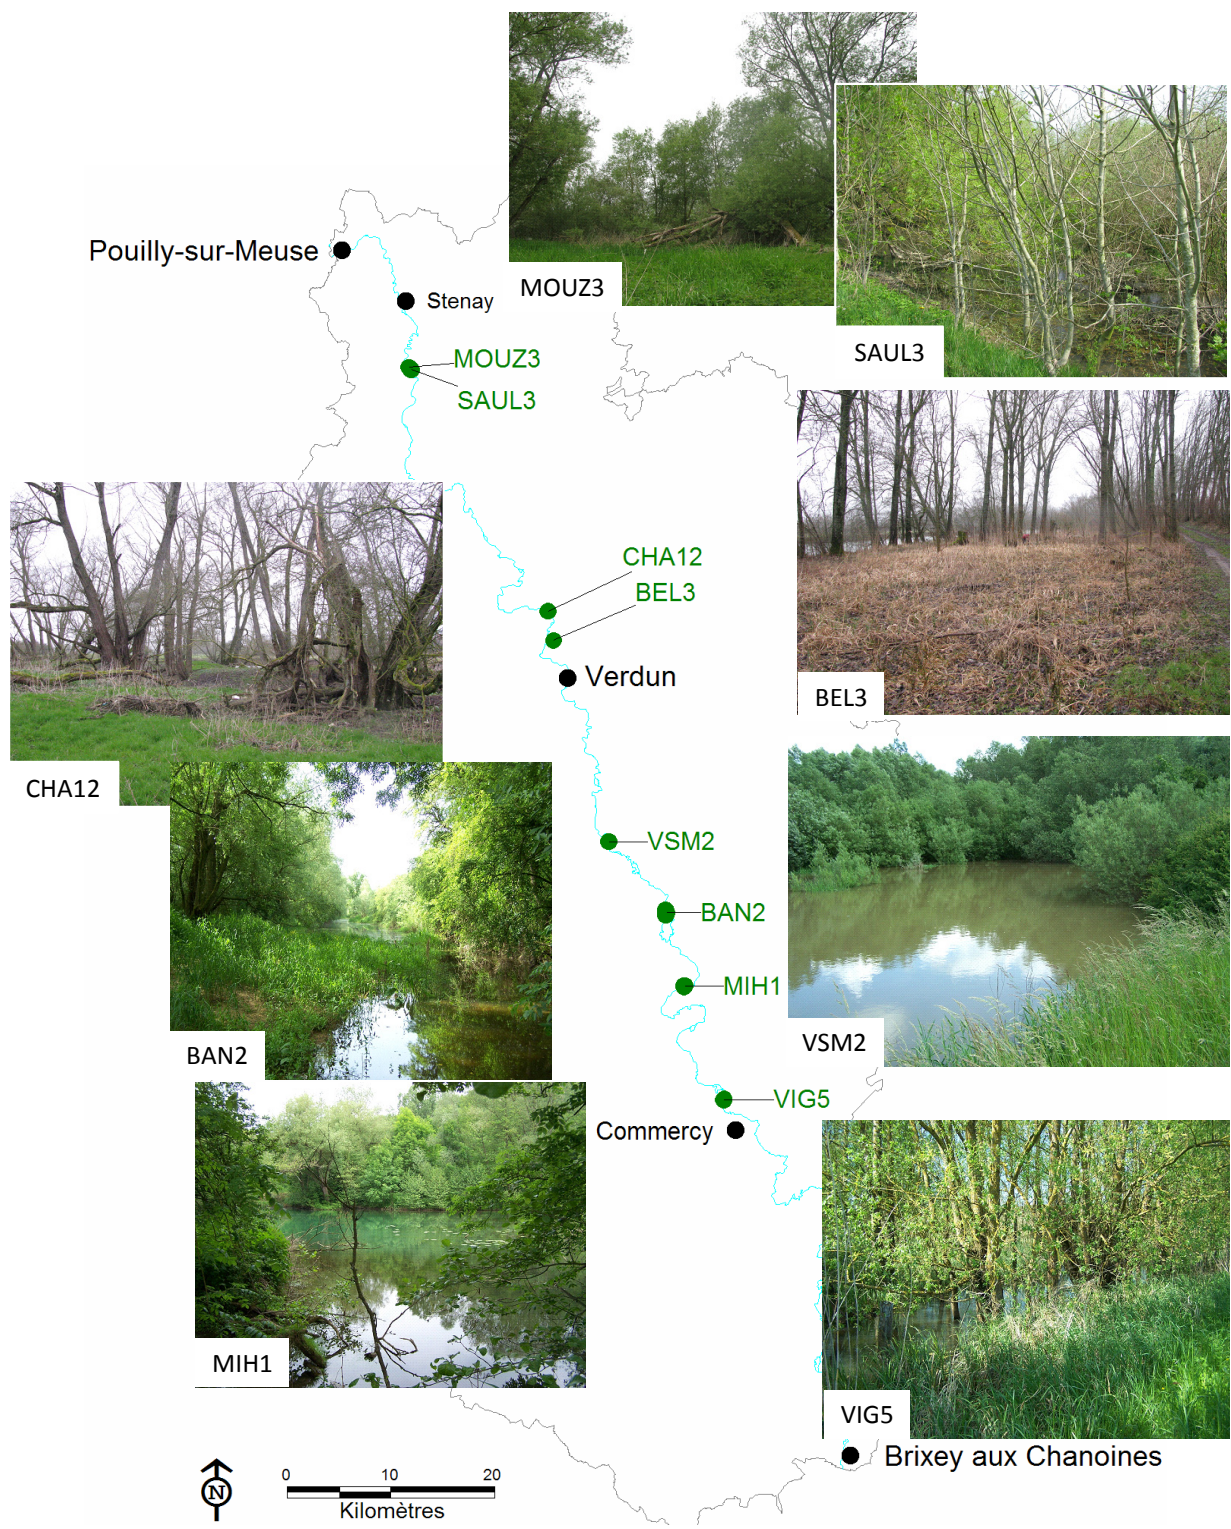 Pouilly-sur-Meuse
Stenay
MOUZ3
SAUL3
MOUZ3
SAUL3
CHA12
BEL3
Verdun
BEL3
CHA12
VSM2
BAN2
MIH1
VSM2
BAN2
VIG5
Commercy
MIH1
VIG5
Brixey aux Chanoines
N
0 10 20
Kilomètres